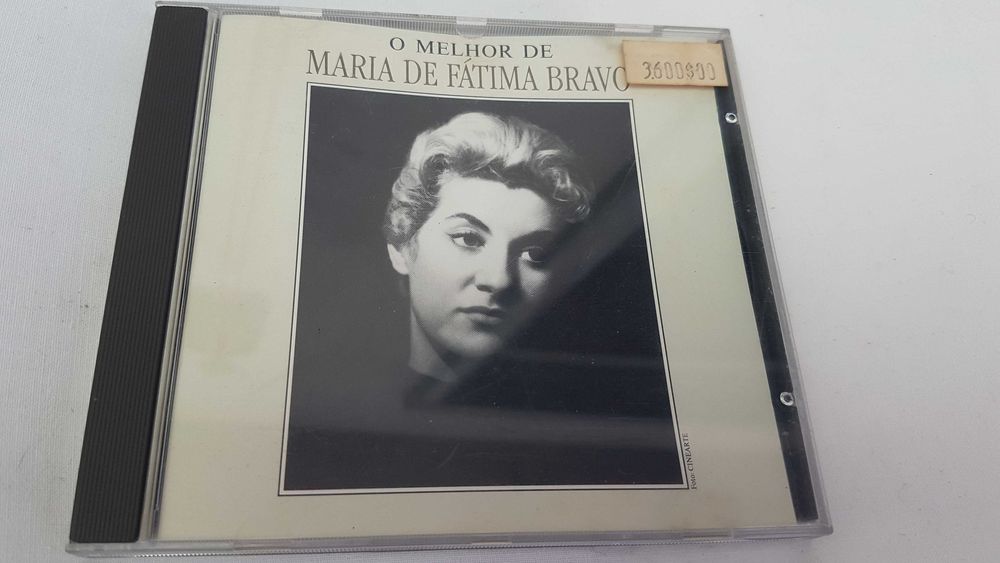 O MELHOR DE
MARIA DE FÁTIMA BRAVO
3.600$00
Foto: CINEARTE